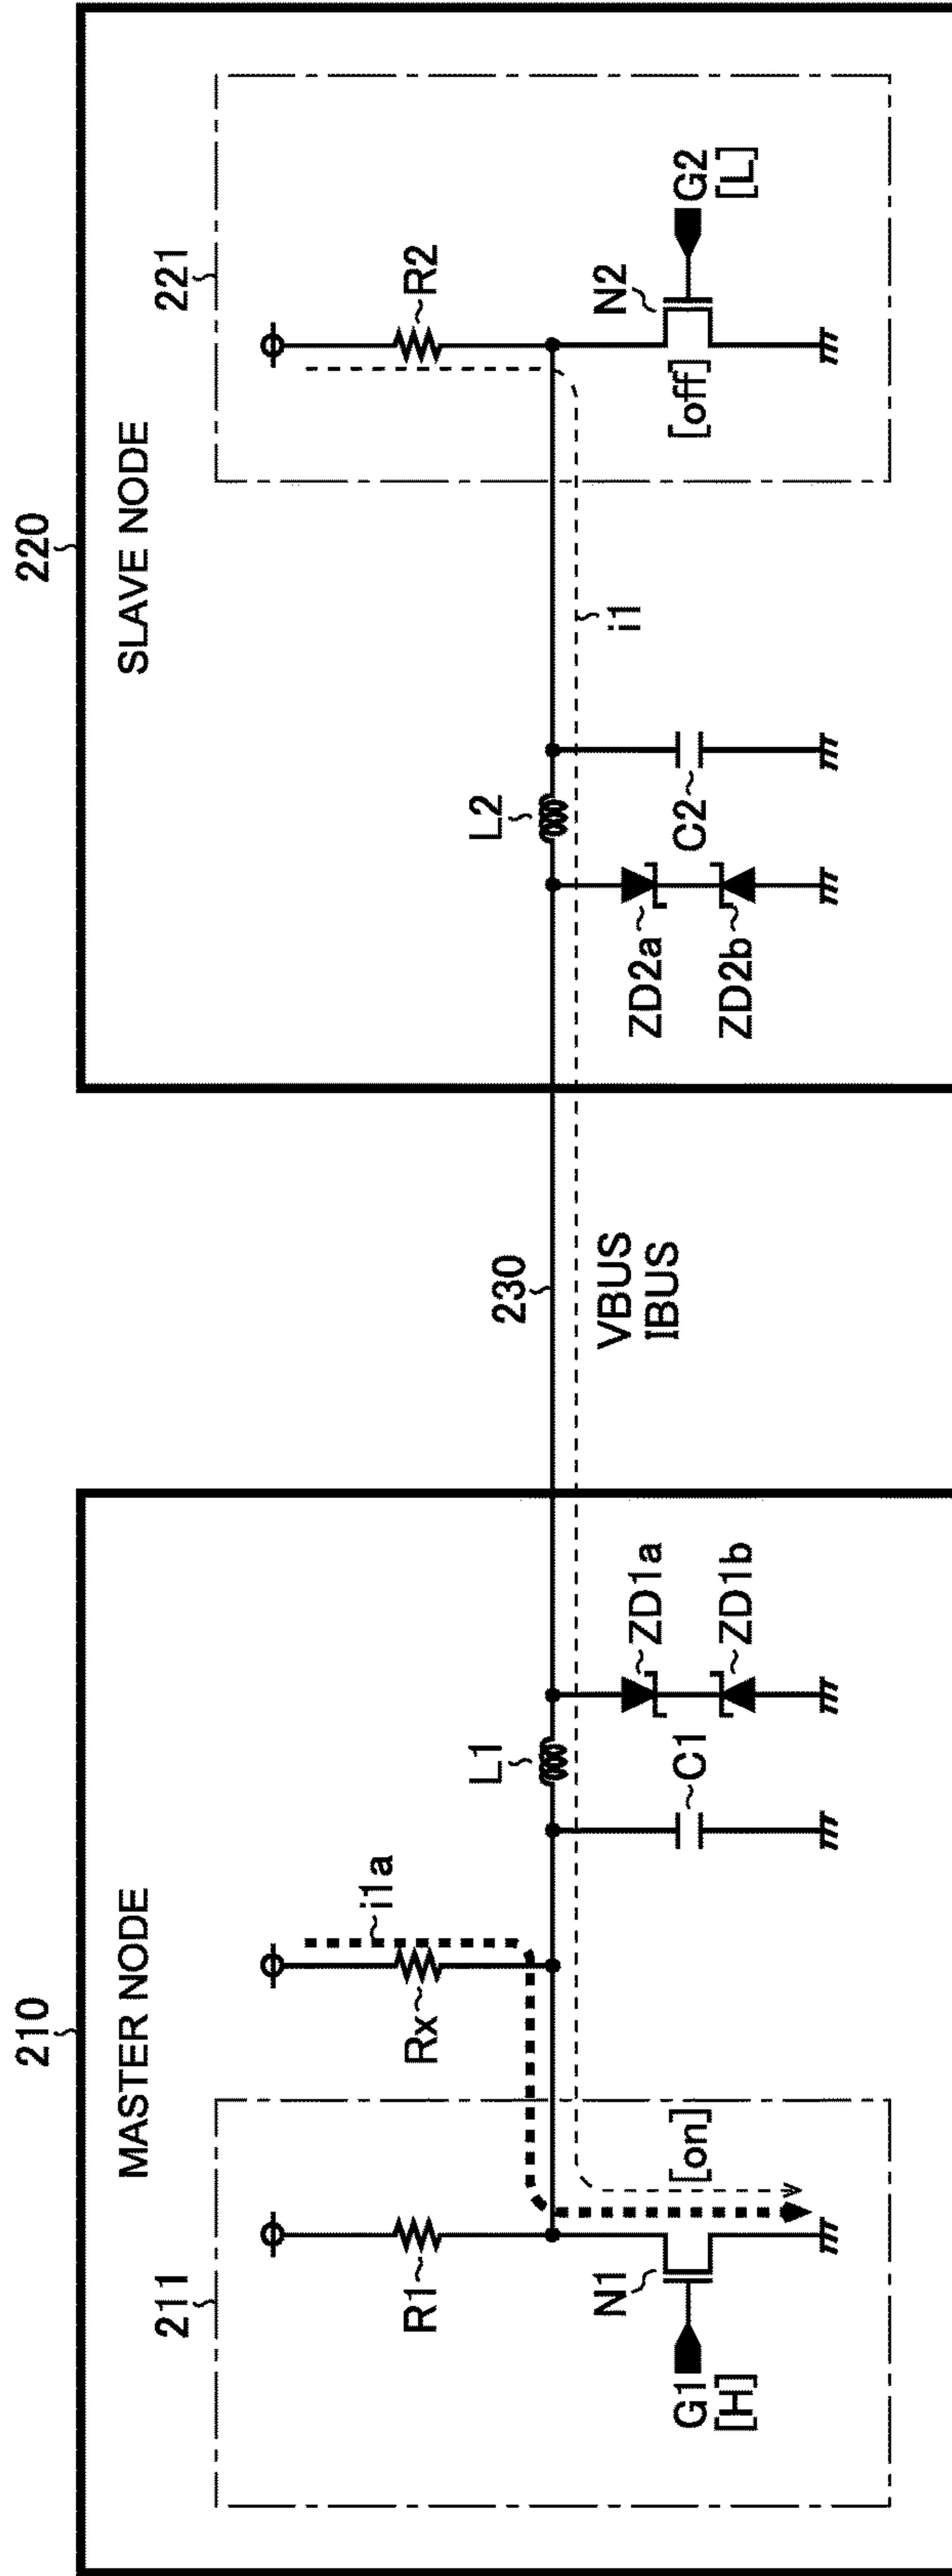 210
MASTER NODE
211
R1
Rx
i1a
L1
N1
[on]
G1
[H]
C1
ZD1a
ZD1b
230
VBUS
IBUS
220
SLAVE NODE
221
L2
R2
ZD2a
ZD2b
C2
i1
[off]
N2
G2
[L]